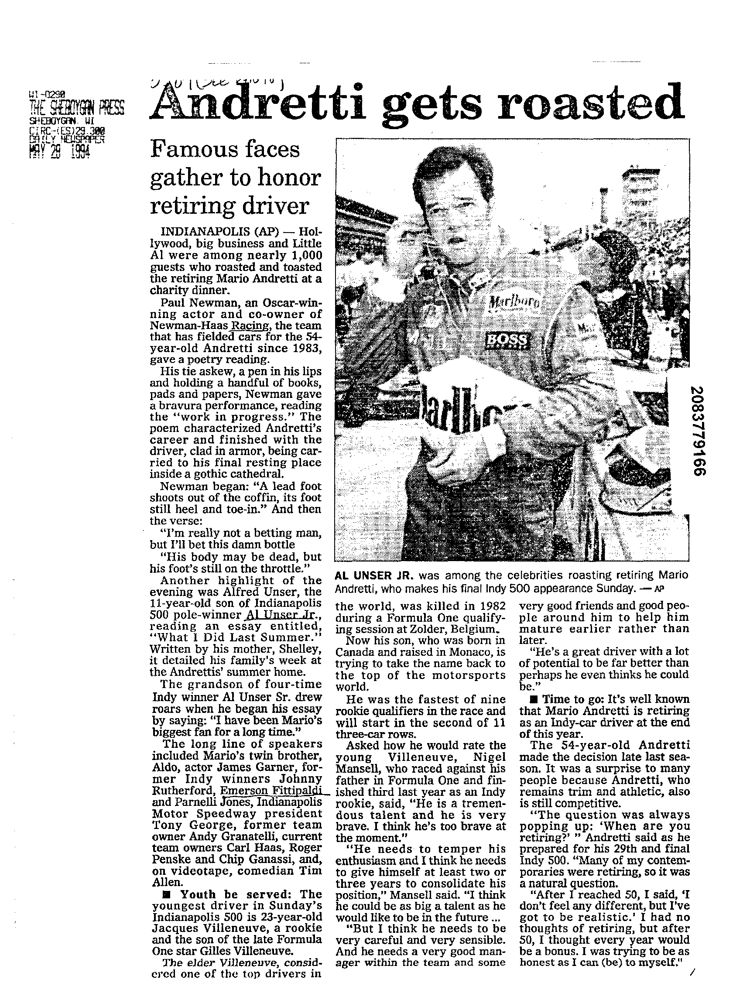 WI-0290
THE SHEBOYGAN PRESS
SHEBOYGAN, WI
CIRC-(ES)29,300
DAILY NEWSPAPER
MAY 28 1994
Andretti gets roasted
Famous faces
gather to honor
retiring driver
INDIANAPOLIS (AP) — Hol-
lywood, big business and Little
Al were among nearly 1,000
guests who roasted and toasted
the retiring Mario Andretti at a
charity dinner.
Paul Newman, an Oscar-win-
ning actor and co-owner of
Newman-Haas Racing, the team
that has fielded cars for the 54-
year-old Andretti since 1983,
gave a poetry reading.
His tie askew, a pen in his lips
and holding a handful of books,
pads and papers, Newman gave
a bravura performance, reading
the "work in progress." The
poem characterized Andretti's
career and finished with the
driver, clad in armor, being car-
ried to his final resting place
inside a gothic cathedral.
Newman began: "A lead foot
shoots out of the coffin, its foot
still heel and toe-in." And then
the verse:
"I'm really not a betting man,
but I'll bet this damn bottle
"His body may be dead, but
his foot's still on the throttle."
Another highlight of the
evening was Alfred Unser, the
11-year-old son of Indianapolis
500 pole-winner Al Unser Jr.,
reading an essay entitled,
"What I Did Last Summer."
Written by his mother, Shelley,
it detailed his family's week at
the Andrettis' summer home.
The grandson of four-time
Indy winner Al Unser Sr. drew
roars when he began his essay
by saying: "I have been Mario's
biggest fan for a long time."
The long line of speakers
included Mario's twin brother,
Aldo, actor James Garner, for-
mer Indy winners Johnny
Rutherford, Emerson Fittipaldi
and Parnelli Jones, Indianapolis
Motor Speedway president
Tony George, former team
owner Andy Granatelli, current
team owners Carl Haas, Roger
Penske and Chip Ganassi, and,
on videotape, comedian Tim
Allen.
■ Youth be served: The
youngest driver in Sunday's
Indianapolis 500 is 23-year-old
Jacques Villeneuve, a rookie
and the son of the late Formula
One star Gilles Villeneuve.
The elder Villeneuve, consid-
ered one of the top drivers in
Marlboro
BOSS
Marlbo
AL UNSER JR. was among the celebrities roasting retiring Mario
Andretti, who makes his final Indy 500 appearance Sunday. — AP
the world, was killed in 1982
during a Formula One qualify-
ing session at Zolder, Belgium.
Now his son, who was born in
Canada and raised in Monaco, is
trying to take the name back to
the top of the motorsports
world.
He was the fastest of nine
rookie qualifiers in the race and
will start in the second of 11
three-car rows.
Asked how he would rate the
young Villeneuve, Nigel
Mansell, who raced against his
father in Formula One and fin-
ished third last year as an Indy
rookie, said, "He is a tremen-
dous talent and he is very
brave. I think he's too brave at
the moment."
"He needs to temper his
enthusiasm and I think he needs
to give himself at least two or
three years to consolidate his
position," Mansell said. "I think
he could be as big a talent as he
would like to be in the future ...
"But I think he needs to be
very careful and very sensible.
And he needs a very good man-
ager within the team and some
very good friends and good peo-
ple around him to help him
mature earlier rather than
later.
"He's a great driver with a lot
of potential to be far better than
perhaps he even thinks he could
be."
■ Time to go: It's well known
that Mario Andretti is retiring
as an Indy-car driver at the end
of this year.
The 54-year-old Andretti
made the decision late last sea-
son. It was a surprise to many
people because Andretti, who
remains trim and athletic, also
is still competitive.
"The question was always
popping up: 'When are you
retiring?' " Andretti said as he
prepared for his 29th and final
Indy 500. "Many of my contem-
poraries were retiring, so it was
a natural question.
"After I reached 50, I said, 'I
don't feel any different, but I've
got to be realistic.' I had no
thoughts of retiring, but after
50, I thought every year would
be a bonus. I was trying to be as
honest as I can (be) to myself."
2083779166